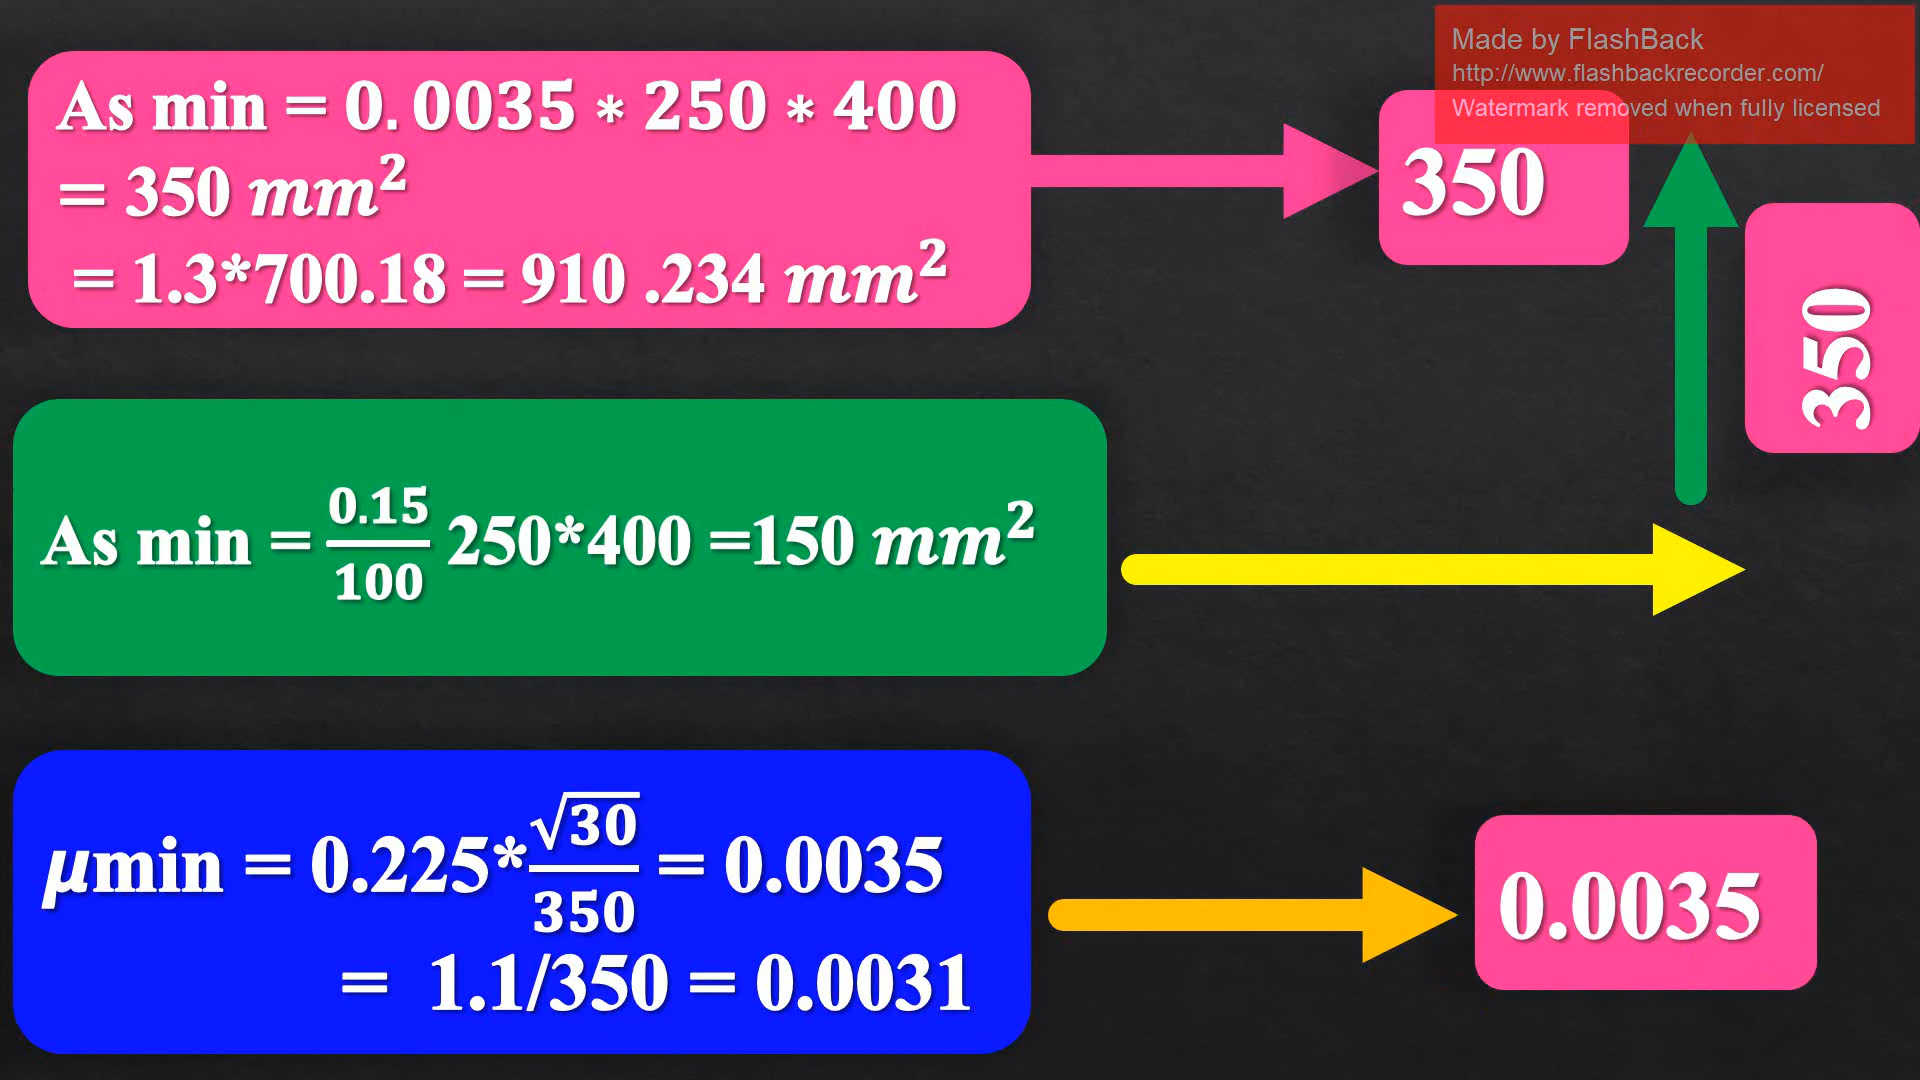 Made by FlashBack
http://www.flashbackrecorder.com/
Watermark removed when fully licensed
As min = 0.0035 * 250 * 400
= 350 mm²
= 1.3*700.18 = 910 .234 mm²
350
350
As min = 0.15/100 250*400 =150 mm²
μmin = 0.225*√30/350 = 0.0035
= 1.1/350 = 0.0031
0.0035